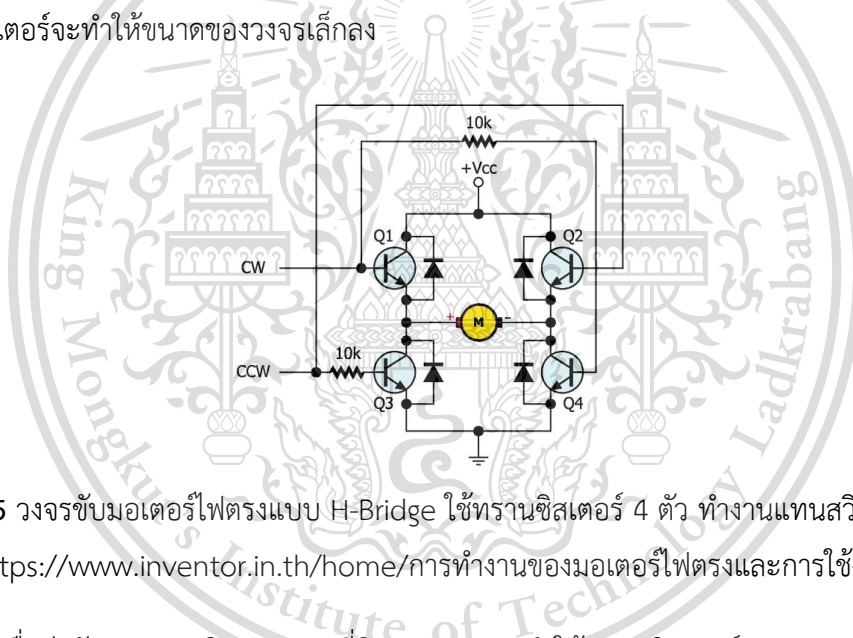 เตอร์จะทำให้ขนาดของวงจรเล็กลง
10k
+Vcc
Q1
Q2
CW
+
M
-
10k
CCW
Q3
Q4
King Mongkut's Institute of Technology Ladkrabang
5 วงจรขับมอเตอร์ไฟตรงแบบ H-Bridge ใช้ทรานซิสเตอร์ 4 ตัว ทำงานแทนสวิ
tps://www.inventor.in.th/home/การทำงานของมอเตอร์ไฟตรงและการใช้